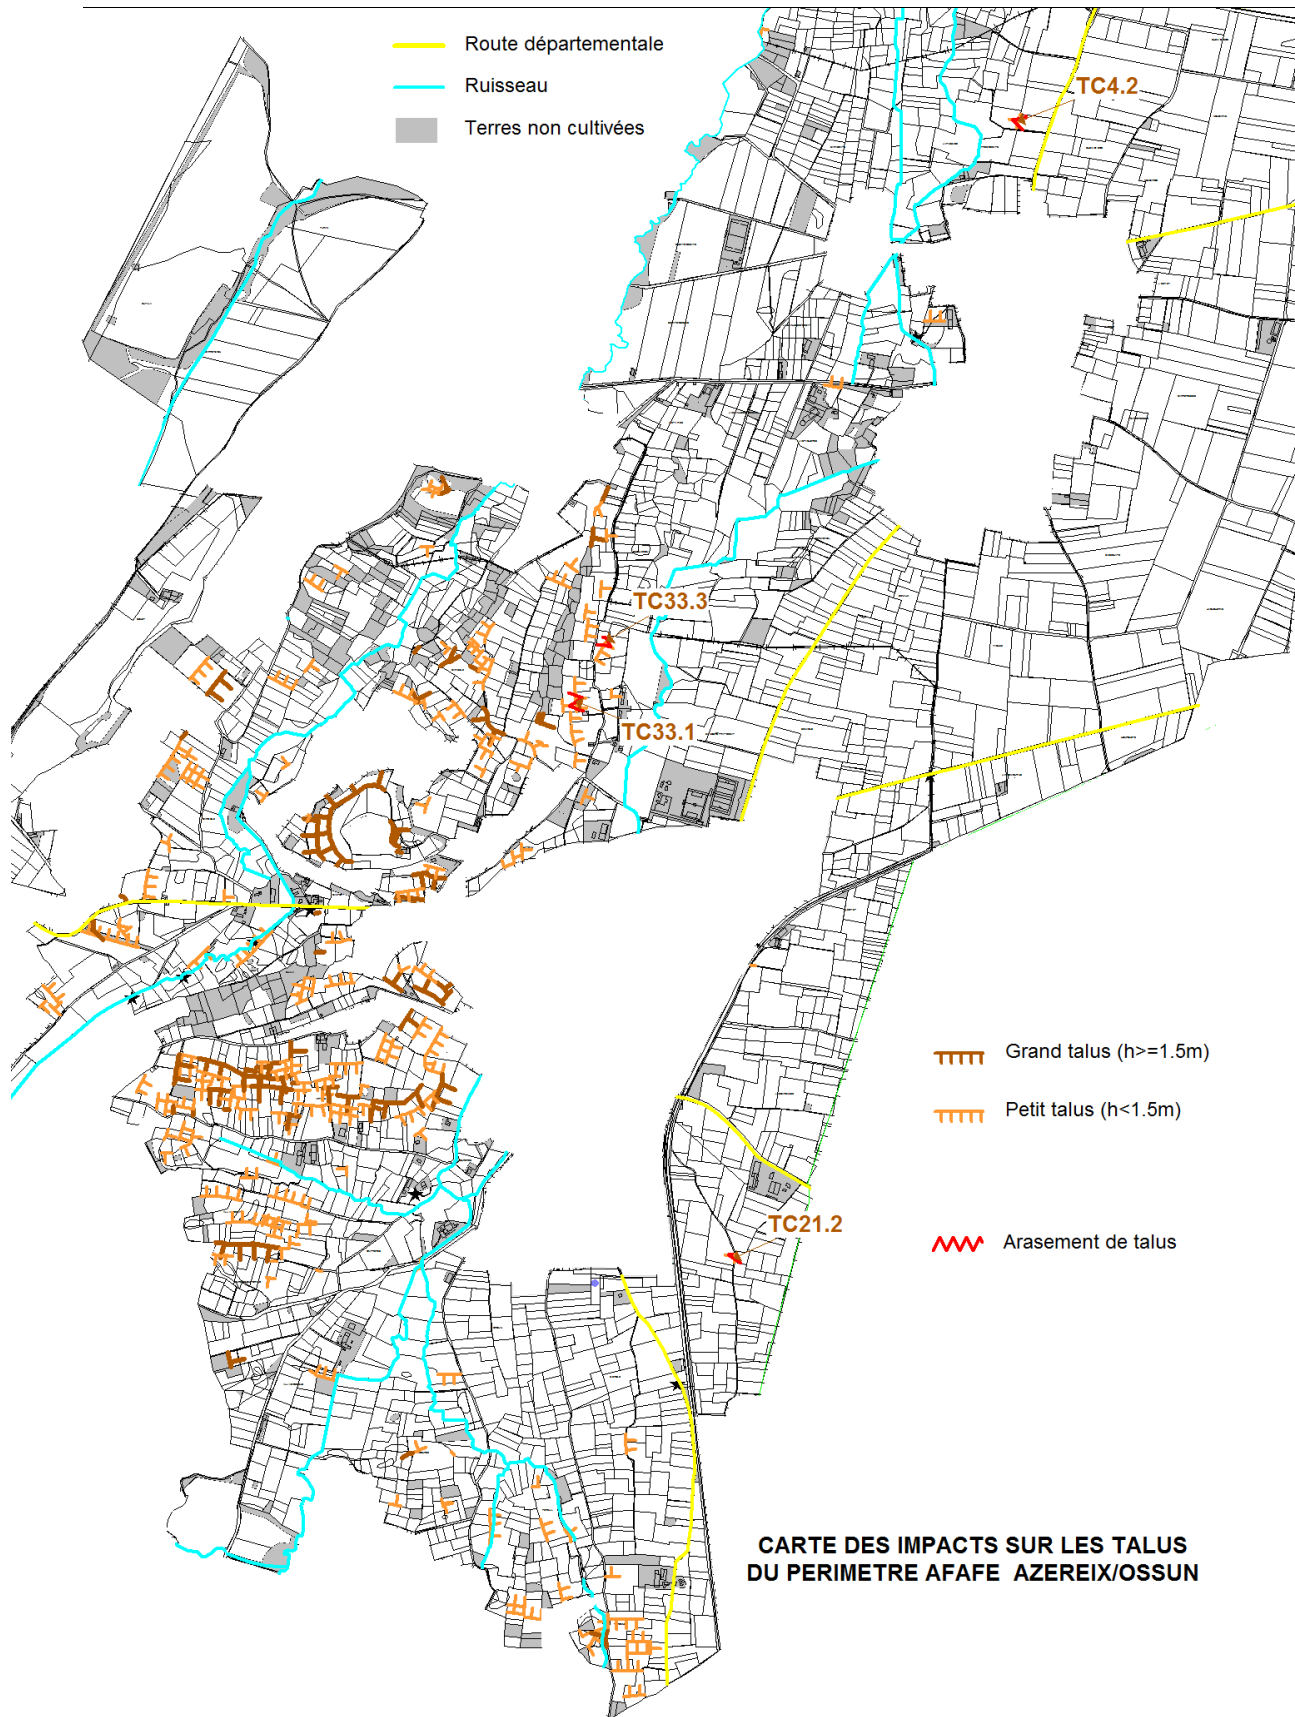 Route départementale
Ruisseau
Terres non cultivées
TC4.2
TC33.3
TC33.1
Grand talus (h>=1.5m)
Petit talus (h<1.5m)
TC21.2
Arasement de talus
CARTE DES IMPACTS SUR LES TALUS
DU PERIMETRE AFAFE AZEREIX/OSSUN